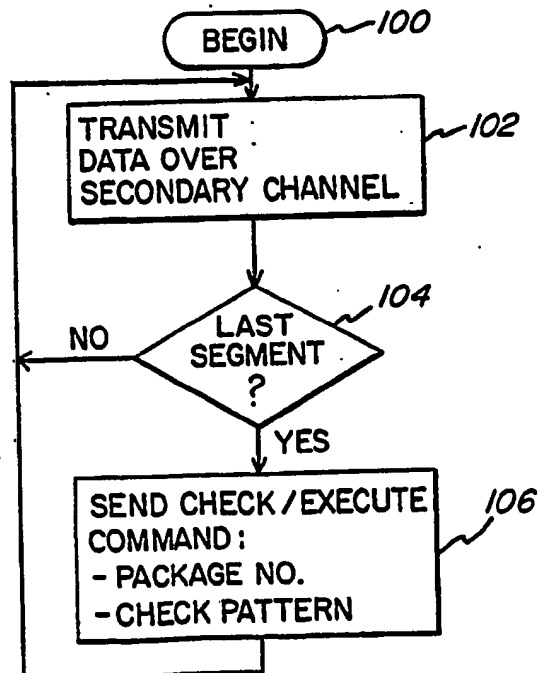 BEGIN
100
TRANSMIT
DATA OVER
SECONDARY CHANNEL
102
104
LAST
SEGMENT
?
NO
YES
SEND CHECK/EXECUTE
COMMAND:
- PACKAGE NO.
- CHECK PATTERN
106